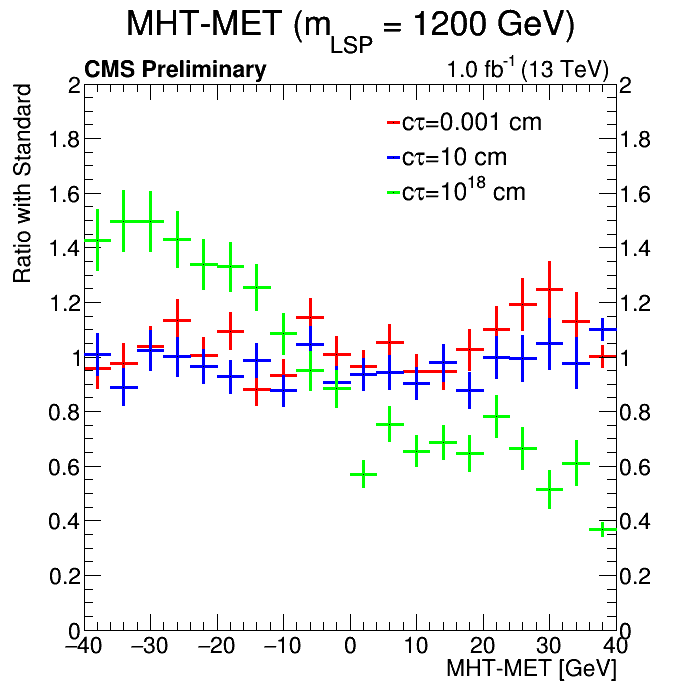 MHT-MET (m_LSP = 1200 GeV)
CMS Preliminary 1.0 fb⁻¹ (13 TeV)
Ratio with Standard
cτ=0.001 cm
cτ=10 cm
cτ=10¹⁸ cm
2 2
1.8 1.8
1.6 1.6
1.4 1.4
1.2 1.2
1 1
0.8 0.8
0.6 0.6
0.4 0.4
0.2 0.2
0 0
−40 −30 −20 −10 0 10 20 30 40
MHT-MET [GeV]